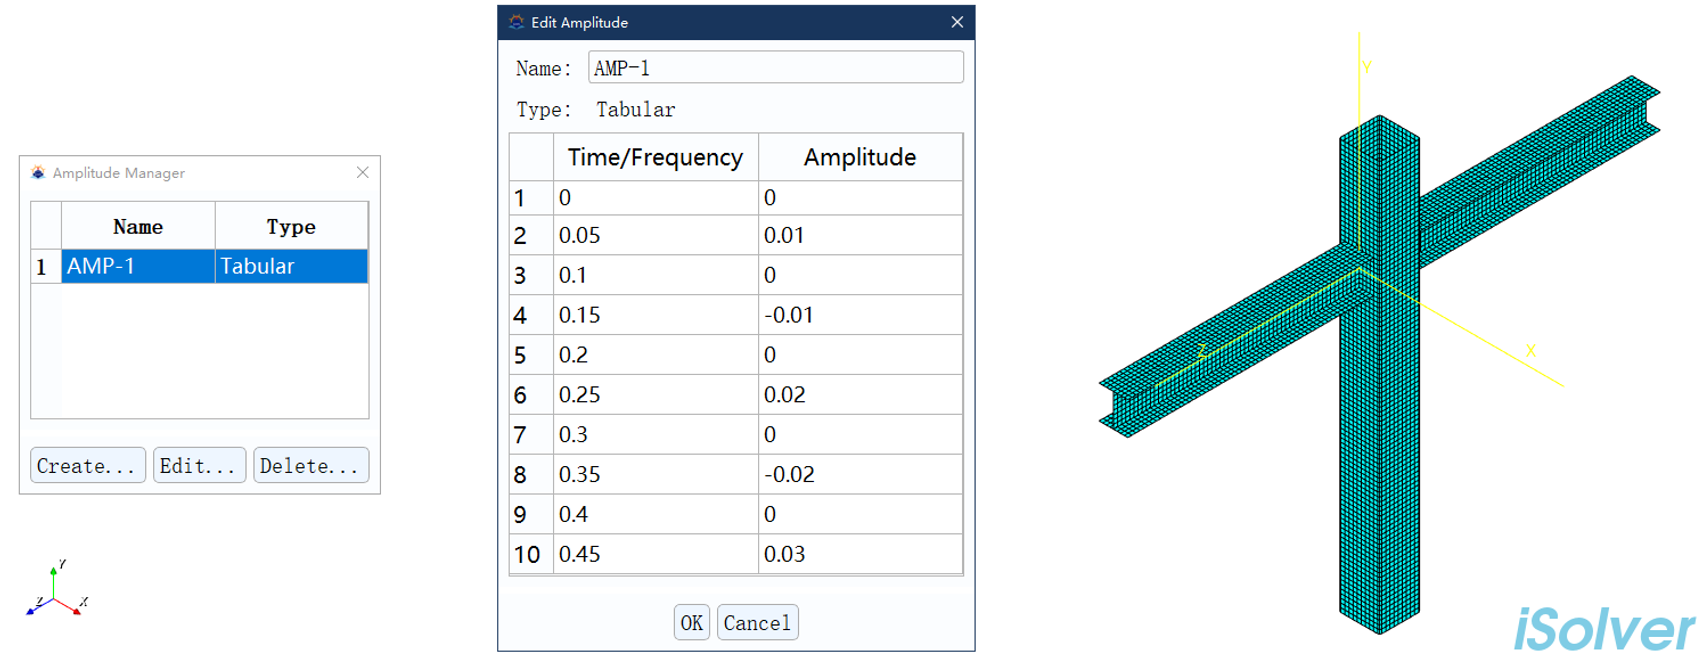 Amplitude Manager
Name Type
1 AMP-1 Tabular
Create... Edit... Delete...
Y
Z X
Edit Amplitude
Name: AMP-1
Type: Tabular
Time/Frequency Amplitude
1 0 0
2 0.05 0.01
3 0.1 0
4 0.15 -0.01
5 0.2 0
6 0.25 0.02
7 0.3 0
8 0.35 -0.02
9 0.4 0
10 0.45 0.03
OK Cancel
Y
Z X
iSolver